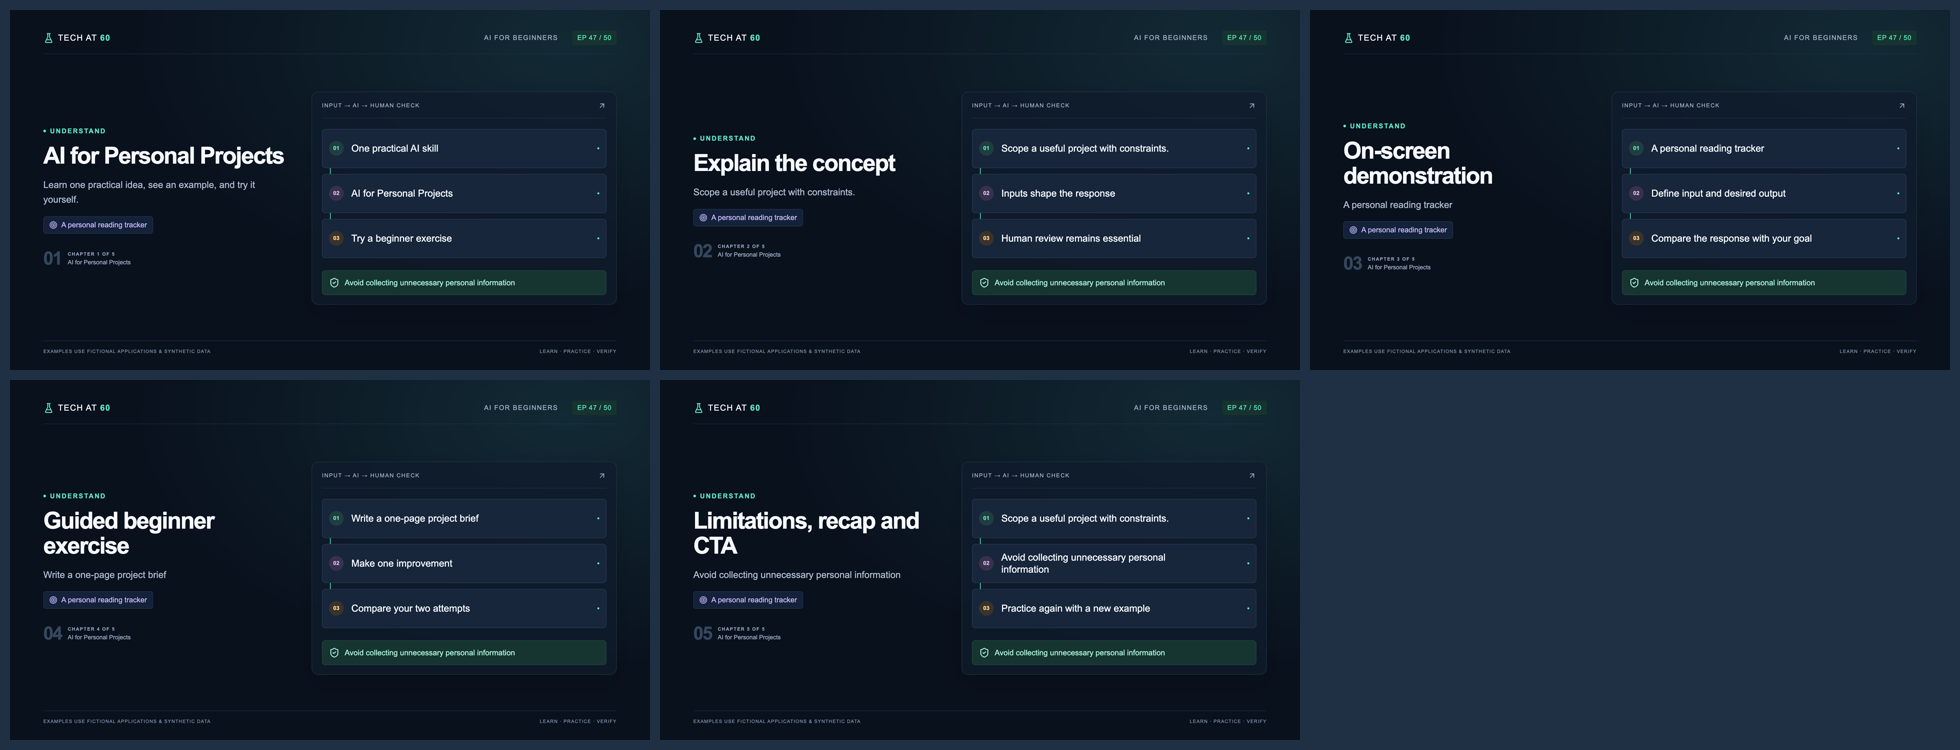 TECH AT 60
AI FOR BEGINNERS
EP 47 / 50
UNDERSTAND
AI for Personal Projects
Learn one practical idea, see an example, and try it
yourself.
A personal reading tracker
01
CHAPTER 1 OF 5
AI for Personal Projects
INPUT → AI → HUMAN CHECK
01
One practical AI skill
02
AI for Personal Projects
03
Try a beginner exercise
Avoid collecting unnecessary personal information
EXAMPLES USE FICTIONAL APPLICATIONS & SYNTHETIC DATA
LEARN · PRACTICE · VERIFY
TECH AT 60
AI FOR BEGINNERS
EP 47 / 50
UNDERSTAND
Explain the concept
Scope a useful project with constraints.
A personal reading tracker
02
CHAPTER 2 OF 5
AI for Personal Projects
INPUT → AI → HUMAN CHECK
01
Scope a useful project with constraints.
02
Inputs shape the response
03
Human review remains essential
Avoid collecting unnecessary personal information
EXAMPLES USE FICTIONAL APPLICATIONS & SYNTHETIC DATA
LEARN · PRACTICE · VERIFY
TECH AT 60
AI FOR BEGINNERS
EP 47 / 50
UNDERSTAND
On-screen
demonstration
A personal reading tracker
A personal reading tracker
03
CHAPTER 3 OF 5
AI for Personal Projects
INPUT → AI → HUMAN CHECK
01
A personal reading tracker
02
Define input and desired output
03
Compare the response with your goal
Avoid collecting unnecessary personal information
EXAMPLES USE FICTIONAL APPLICATIONS & SYNTHETIC DATA
LEARN · PRACTICE · VERIFY
TECH AT 60
AI FOR BEGINNERS
EP 47 / 50
UNDERSTAND
Guided beginner
exercise
Write a one-page project brief
A personal reading tracker
04
CHAPTER 4 OF 5
AI for Personal Projects
INPUT → AI → HUMAN CHECK
01
Write a one-page project brief
02
Make one improvement
03
Compare your two attempts
Avoid collecting unnecessary personal information
EXAMPLES USE FICTIONAL APPLICATIONS & SYNTHETIC DATA
LEARN · PRACTICE · VERIFY
TECH AT 60
AI FOR BEGINNERS
EP 47 / 50
UNDERSTAND
Limitations, recap and
CTA
Avoid collecting unnecessary personal information
A personal reading tracker
05
CHAPTER 5 OF 5
AI for Personal Projects
INPUT → AI → HUMAN CHECK
01
Scope a useful project with constraints.
02
Avoid collecting unnecessary personal
information
03
Practice again with a new example
Avoid collecting unnecessary personal information
EXAMPLES USE FICTIONAL APPLICATIONS & SYNTHETIC DATA
LEARN · PRACTICE · VERIFY